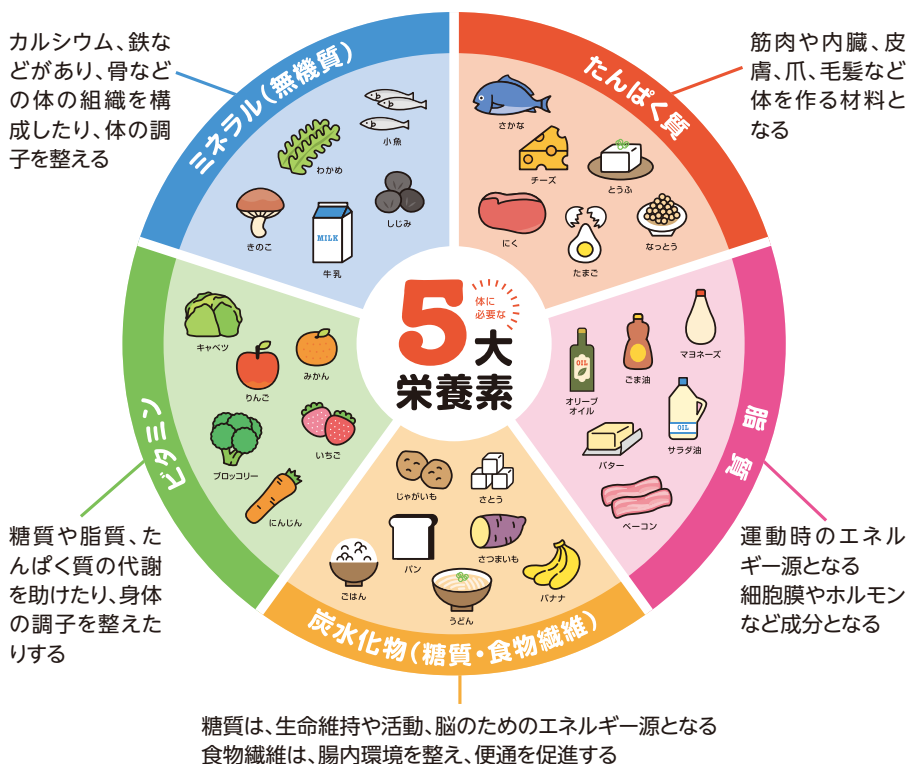 カルシウム、鉄な
どがあり、骨など
の体の組織を構
成したり、体の調
子を整える
ミネラル(無機質)
小魚
わかめ
しじみ
きのこ
MILK
牛乳
筋肉や内臓、皮
膚、爪、毛髪など
体を作る材料と
なる
たんぱく質
さかな
チーズ
とうふ
にく
たまご
なっとう
体に
必要な
5大
栄養素
キャベツ
りんご
みかん
ブロッコリー
いちご
にんじん
ビタミン
糖質や脂質、た
んぱく質の代謝
を助けたり、身体
の調子を整えた
りする
マヨネーズ
ごま油
OIL
オリーブ
オイル
OIL
サラダ油
バター
ベーコン
脂質
運動時のエネル
ギー源となる
細胞膜やホルモン
など成分となる
じゃがいも
さとう
パン
さつまいも
ごはん
うどん
バナナ
炭水化物(糖質・食物繊維)
糖質は、生命維持や活動、脳のためのエネルギー源となる
食物繊維は、腸内環境を整え、便通を促進する